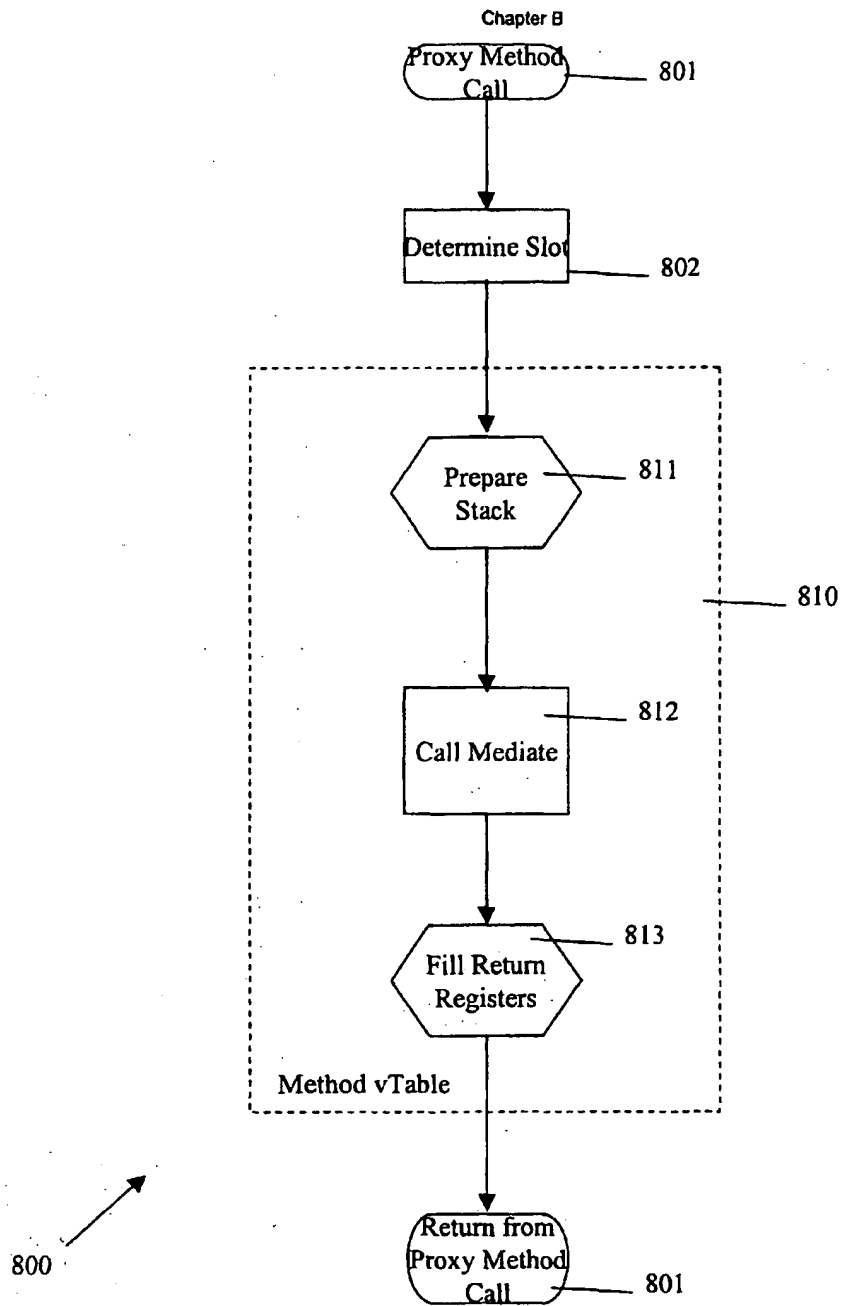 Chapter B
Proxy Method
Call
801
Determine Slot
802
811
Prepare
Stack
810
812
Call Mediate
813
Fill Return
Registers
Method vTable
Return from
Proxy Method
Call
801
800